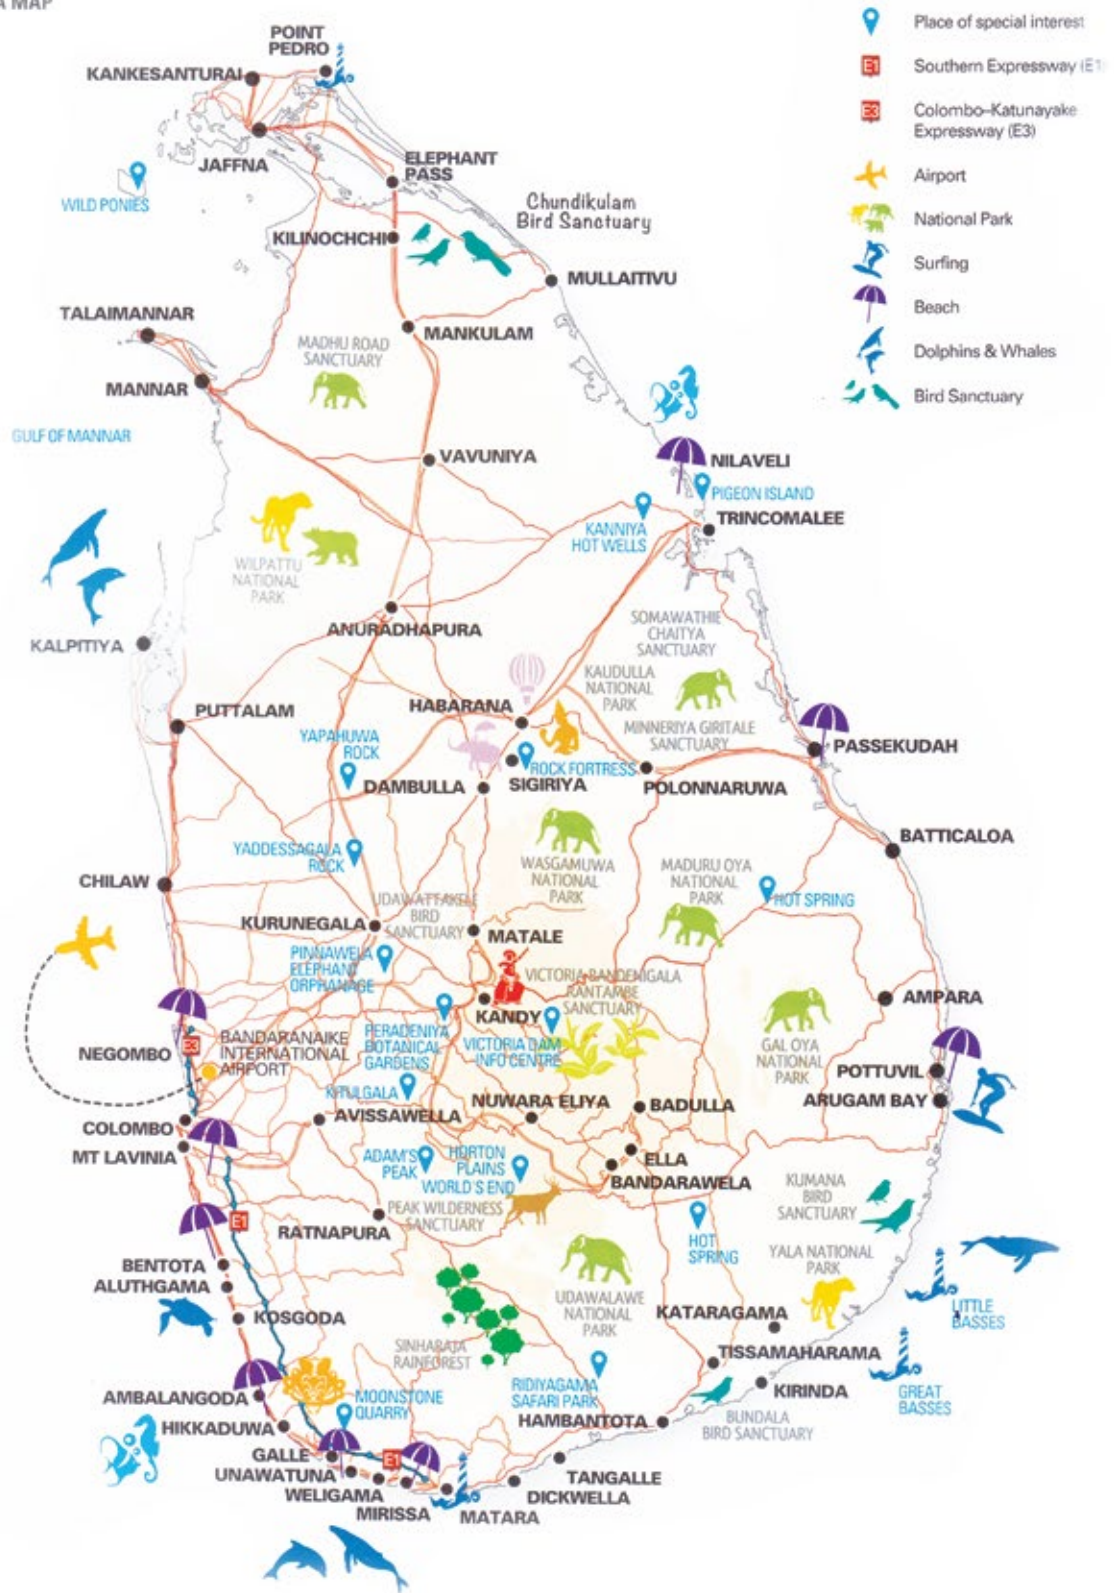 A MAP
Place of special interest
Southern Expressway (E1
Colombo–Katunayake
Expressway (E3)
Airport
National Park
Surfing
Beach
Dolphins & Whales
Bird Sanctuary
E1
E3
POINT
PEDRO
KANKESANTURAI
JAFFNA
ELEPHANT
PASS
WILD PONIES
Chundikulam
Bird Sanctuary
KILINOCHCHI
MULLAITIVU
TALAIMANNAR
MANKULAM
MADHU ROAD
SANCTUARY
MANNAR
GULF OF MANNAR
VAVUNIYA
NILAVELI
PIGEON ISLAND
TRINCOMALEE
KANNIYA
HOT WELLS
WILPATTU
NATIONAL
PARK
ANURADHAPURA
KALPITIYA
SOMAWATHIE
CHAITYA
SANCTUARY
KAUDULLA
NATIONAL
PARK
HABARANA
MINNERIYA GIRITALE
SANCTUARY
PUTTALAM
YAPAHUWA
ROCK
PASSEKUDAH
ROCK FORTRESS
DAMBULLA
SIGIRIYA
POLONNARUWA
BATTICALOA
YADDESSAGALA
ROCK
WASGAMUWA
NATIONAL
PARK
MADURU OYA
NATIONAL
PARK
HOT SPRING
CHILAW
UDAWATTAKELE
BIRD
SANCTUARY
KURUNEGALA
MATALE
PINNAWELA
ELEPHANT
ORPHANAGE
VICTORIA-RANDENIGALA
RANTAMBE
SANCTUARY
KANDY
AMPARA
PERADENIYA
BOTANICAL
GARDENS
VICTORIA DAM
INFO CENTRE
GAL OYA
NATIONAL
PARK
E3
NEGOMBO
BANDARANAIKE
INTERNATIONAL
AIRPORT
KITULGALA
POTTUVIL
ARUGAM BAY
NUWARA ELIYA
BADULLA
AVISSAWELLA
COLOMBO
MT LAVINIA
ADAM'S
PEAK
HORTON
PLAINS
WORLD'S END
ELLA
BANDARAWELA
KUMANA
BIRD
SANCTUARY
PEAK WILDERNESS
SANCTUARY
E1
RATNAPURA
HOT
SPRING
YALA NATIONAL
PARK
BENTOTA
ALUTHGAMA
KOSGODA
UDAWALAWE
NATIONAL
PARK
LITTLE
BASSES
KATARAGAMA
SINHARAJA
RAINFOREST
TISSAMAHARAMA
RIDIYAGAMA
SAFARI PARK
KIRINDA
GREAT
BASSES
AMBALANGODA
MOONSTONE
QUARRY
HIKKADUWA
HAMBANTOTA
BUNDALA
BIRD SANCTUARY
GALLE
E1
UNAWATUNA
TANGALLE
WELIGAMA
DICKWELLA
MIRISSA
MATARA